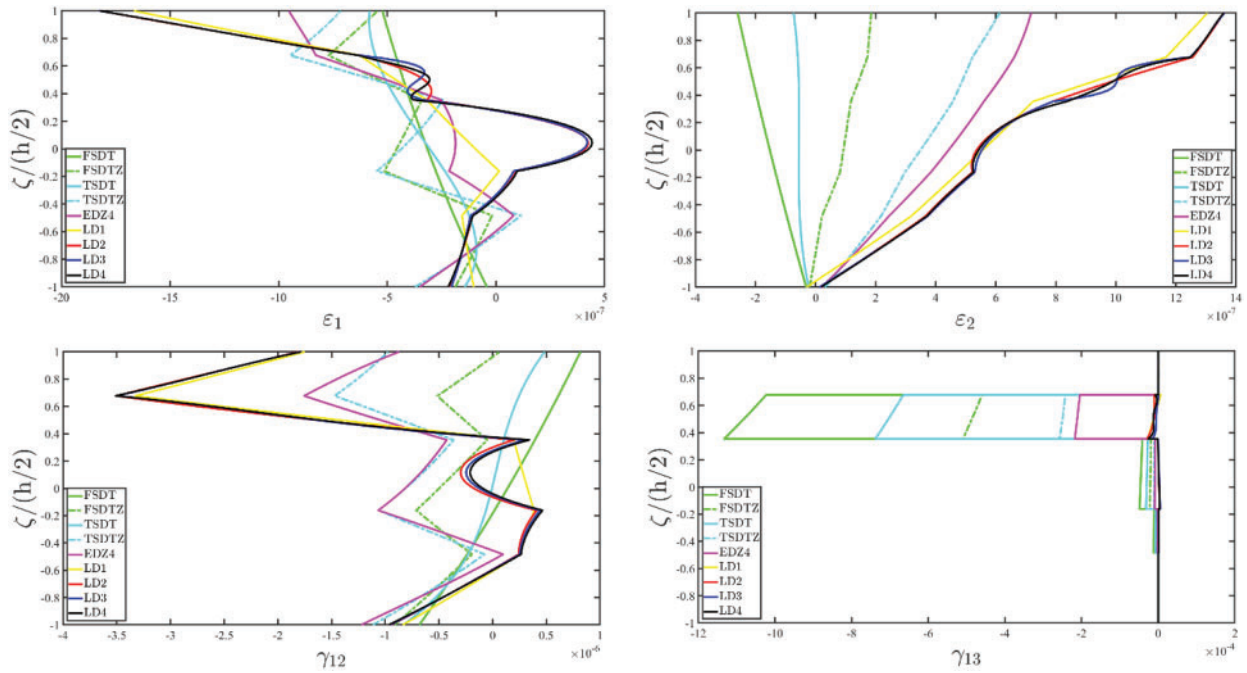 1
0.8
0.6
0.4
0.2
0
-0.2
-0.4
-0.6
-0.8
-1
ζ/(h/2)
FSDT
FSDTZ
TSDT
TSDTZ
EDZ4
LD1
LD2
LD3
LD4
-20 -15 -10 -5 0 5
×10⁻⁷
ε₁
1
0.8
0.6
0.4
0.2
0
-0.2
-0.4
-0.6
-0.8
-1
ζ/(h/2)
FSDT
FSDTZ
TSDT
TSDTZ
EDZ4
LD1
LD2
LD3
LD4
-4 -2 0 2 4 6 8 10 12 14
×10⁻⁷
ε₂
1
0.8
0.6
0.4
0.2
0
-0.2
-0.4
-0.6
-0.8
-1
ζ/(h/2)
FSDT
FSDTZ
TSDT
TSDTZ
EDZ4
LD1
LD2
LD3
LD4
-4 -3.5 -3 -2.5 -2 -1.5 -1 -0.5 0 0.5 1
×10⁻⁶
γ₁₂
1
0.8
0.6
0.4
0.2
0
-0.2
-0.4
-0.6
-0.8
-1
ζ/(h/2)
FSDT
FSDTZ
TSDT
TSDTZ
EDZ4
LD1
LD2
LD3
LD4
-12 -10 -8 -6 -4 -2 0 2
×10⁻⁴
γ₁₃